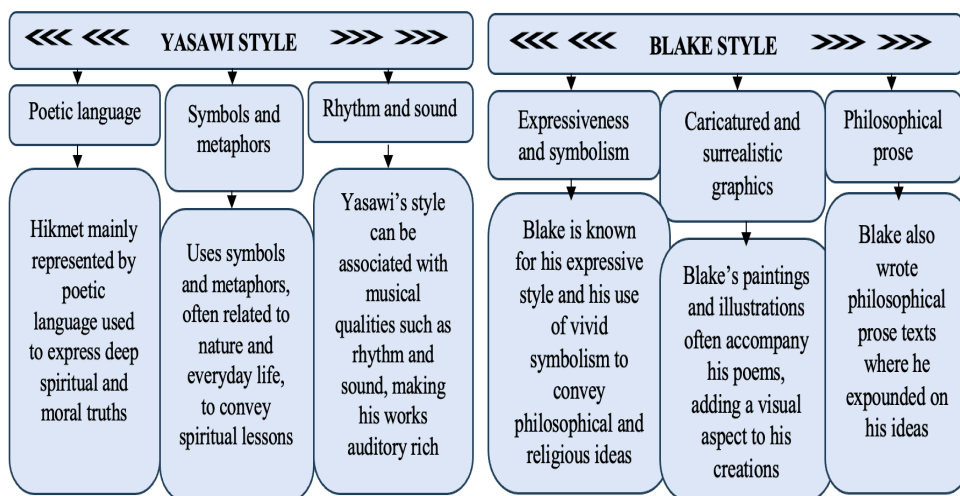 YASAWI STYLE
Poetic language
Symbols and
metaphors
Rhythm and sound
Hikmet mainly
represented by
poetic
language used
to express deep
spiritual and
moral truths
Uses symbols
and metaphors,
often related to
nature and
everyday life,
to convey
spiritual lessons
Yasawi's style
can be
associated with
musical
qualities such as
rhythm and
sound, making
his works
auditory rich
BLAKE STYLE
Expressiveness
and symbolism
Caricatured and
surrealistic
graphics
Philosophical
prose
Blake is known
for his expressive
style and his use
of vivid
symbolism to
convey
philosophical and
religious ideas
Blake's paintings
and illustrations
often accompany
his poems,
adding a visual
aspect to his
creations
Blake also
wrote
philosophical
prose texts
where he
expounded on
his ideas